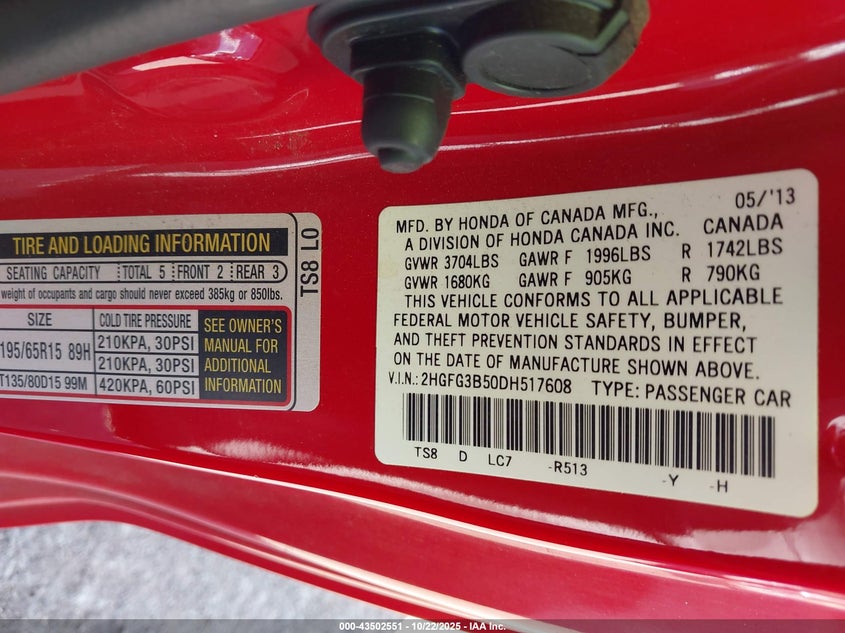 TIRE AND LOADING INFORMATION
SEATING CAPACITY TOTAL 5 FRONT 2 REAR 3
weight of occupants and cargo should never exceed 385kg or 850lbs.
SIZE COLD TIRE PRESSURE
195/65R15 89H 210KPA, 30PSI
210KPA, 30PSI
T135/80D15 99M 420KPA, 60PSI
SEE OWNER'S
MANUAL FOR
ADDITIONAL
INFORMATION
TS8 L0
05/'13
MFD. BY HONDA OF CANADA MFG.,
A DIVISION OF HONDA CANADA INC. CANADA
GVWR 3704LBS GAWR F 1996LBS R 1742LBS
GVWR 1680KG GAWR F 905KG R 790KG
THIS VEHICLE CONFORMS TO ALL APPLICABLE
FEDERAL MOTOR VEHICLE SAFETY, BUMPER,
AND THEFT PREVENTION STANDARDS IN EFFECT
ON THE DATE OF MANUFACTURE SHOWN ABOVE.
V.I.N.: 2HGFG3B50DH517608 TYPE: PASSENGER CAR
TS8 D LC7 -R513 -Y -H
000-43502551 - 10/22/2025 - IAA Inc.